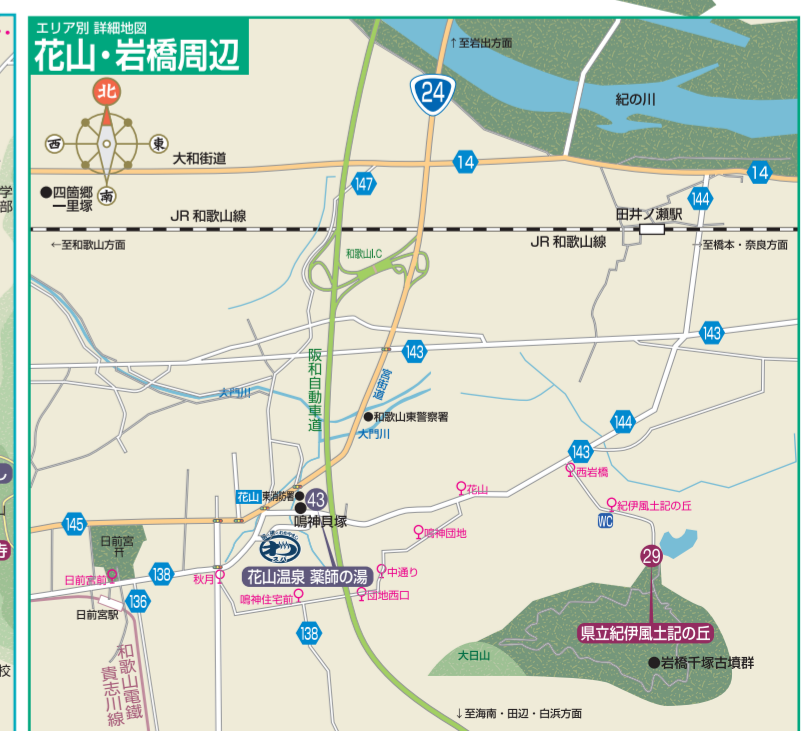 エリア別 詳細地図
花山・岩橋周辺
↑至岩出方面
24
紀の川
北
西
東
南
大和街道
14
14
学部
四箇郷
一里塚
147
144
田井ノ瀬駅
JR 和歌山線
JR 和歌山線
←至和歌山方面
→至橋本・奈良方面
和歌山I.C
143
143
阪和自動車道
宮街道
大門川
和歌山東警察署
大門川
144
143
西岩橋
し
花山
東消防署
43
花山
紀伊風土記の丘
鳴神貝塚
WC
145
鳴神団地
日前宮
寺
29
花山温泉 薬師の湯
中通り
日前宮前
138
秋月
136
鳴神住宅前
団地西口
日前宮駅
138
県立紀伊風土記の丘
和歌山電鐵
貴志川線
大日山
岩橋千塚古墳群
校
↓至海南・田辺・白浜方面